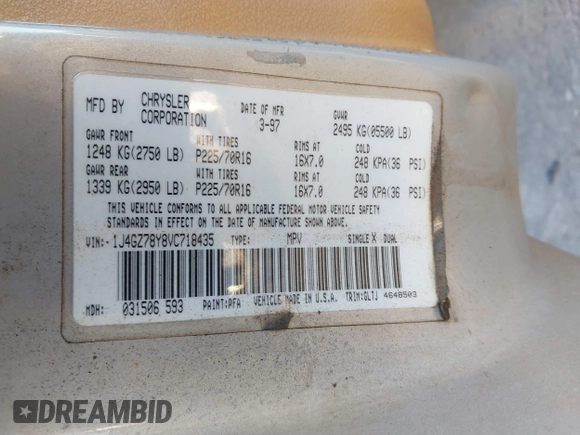 MFD BY CHRYSLER CORPORATION DATE OF MFR 3-97 GVWR 2495 KG(05500 LB)
GAWR FRONT WITH TIRES RIMS AT COLD
1248 KG(2750 LB) P225/70R16 16X7.0 248 KPA(36 PSI)
GAWR REAR WITH TIRES RIMS AT COLD
1339 KG(2950 LB) P225/70R16 16X7.0 248 KPA(36 PSI)
THIS VEHICLE CONFORMS TO ALL APPLICABLE FEDERAL MOTOR VEHICLE SAFETY
STANDARDS IN EFFECT ON THE DATE OF MANUFACTURE SHOWN ABOVE.
VIN: 1J4GZ78Y8VC718435 TYPE: MPV SINGLE X DUAL
MDH: 031506 593 PAINT:PFA VEHICLE MADE IN U.S.A. TRIM:GLTJ 4648503
DREAMBID